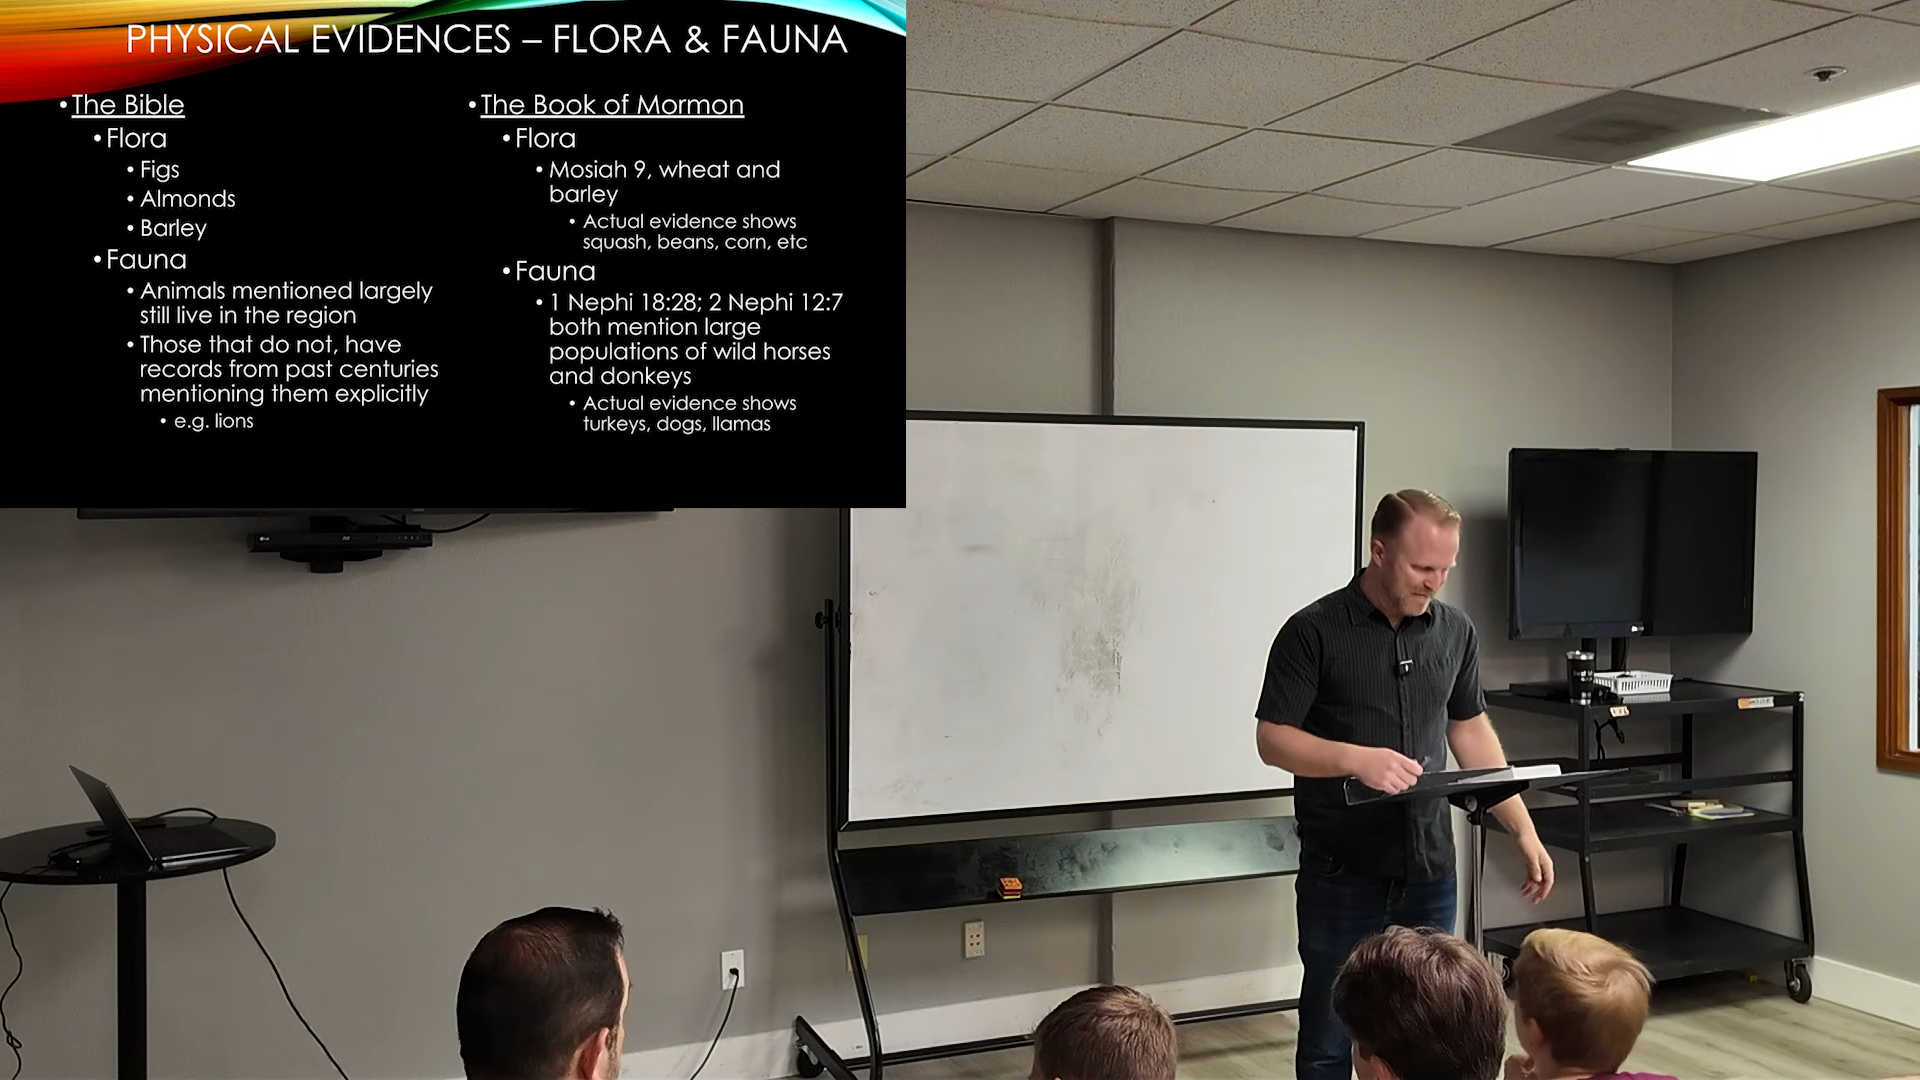 PHYSICAL EVIDENCES – FLORA & FAUNA
• The Bible
• Flora
• Figs
• Almonds
• Barley
• Fauna
• Animals mentioned largely
still live in the region
• Those that do not, have
records from past centuries
mentioning them explicitly
• e.g. lions
• The Book of Mormon
• Flora
• Mosiah 9, wheat and
barley
• Actual evidence shows
squash, beans, corn, etc
• Fauna
• 1 Nephi 18:28; 2 Nephi 12:7
both mention large
populations of wild horses
and donkeys
• Actual evidence shows
turkeys, dogs, llamas